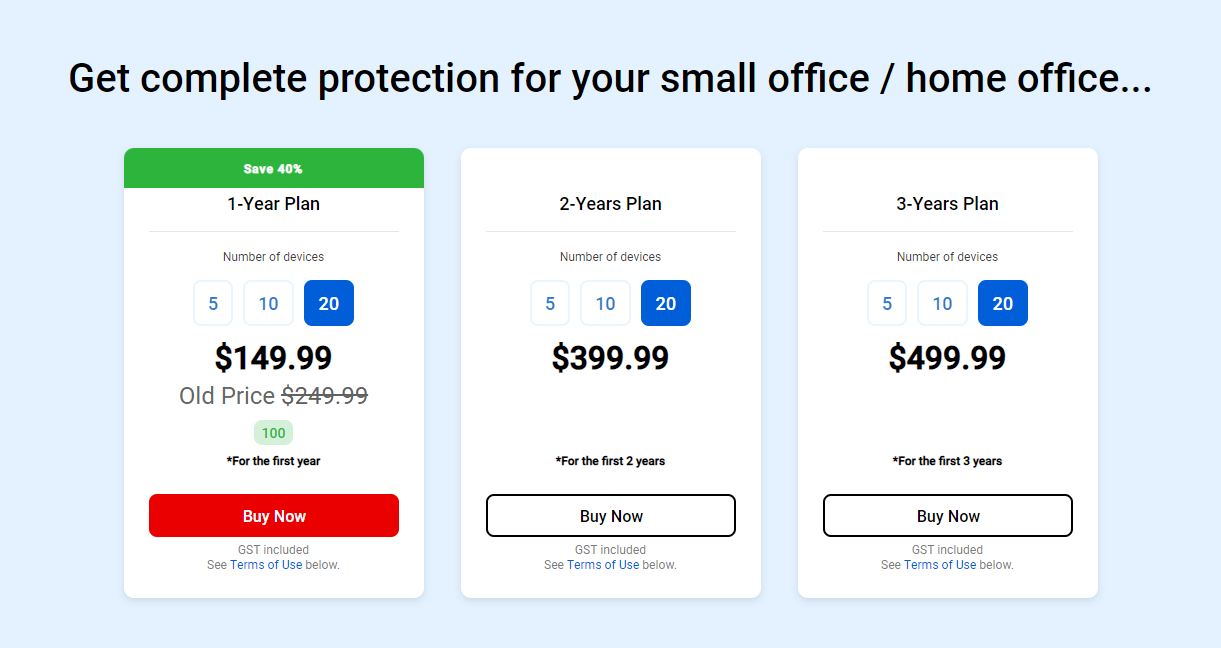 Get complete protection for your small office / home office...
Save 40%
1-Year Plan
Number of devices
5 10 20
$149.99
Old Price $249.99
100
*For the first year
Buy Now
GST included
See Terms of Use below.
2-Years Plan
Number of devices
5 10 20
$399.99
*For the first 2 years
Buy Now
GST included
See Terms of Use below.
3-Years Plan
Number of devices
5 10 20
$499.99
*For the first 3 years
Buy Now
GST included
See Terms of Use below.